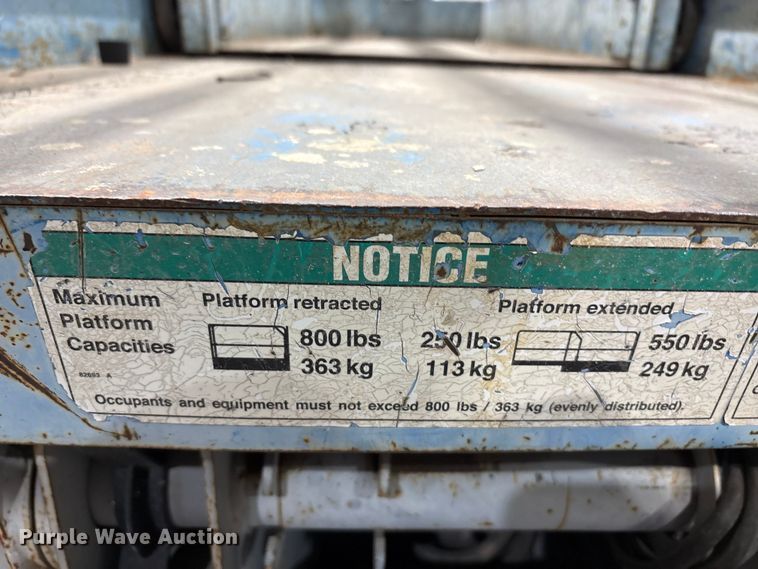 NOTICE
Maximum Platform Capacities
Platform retracted
800 lbs
363 kg
Platform extended
250 lbs
113 kg
550 lbs
249 kg
82693 A
Occupants and equipment must not exceed 800 lbs / 363 kg (evenly distributed).
Purple Wave Auction